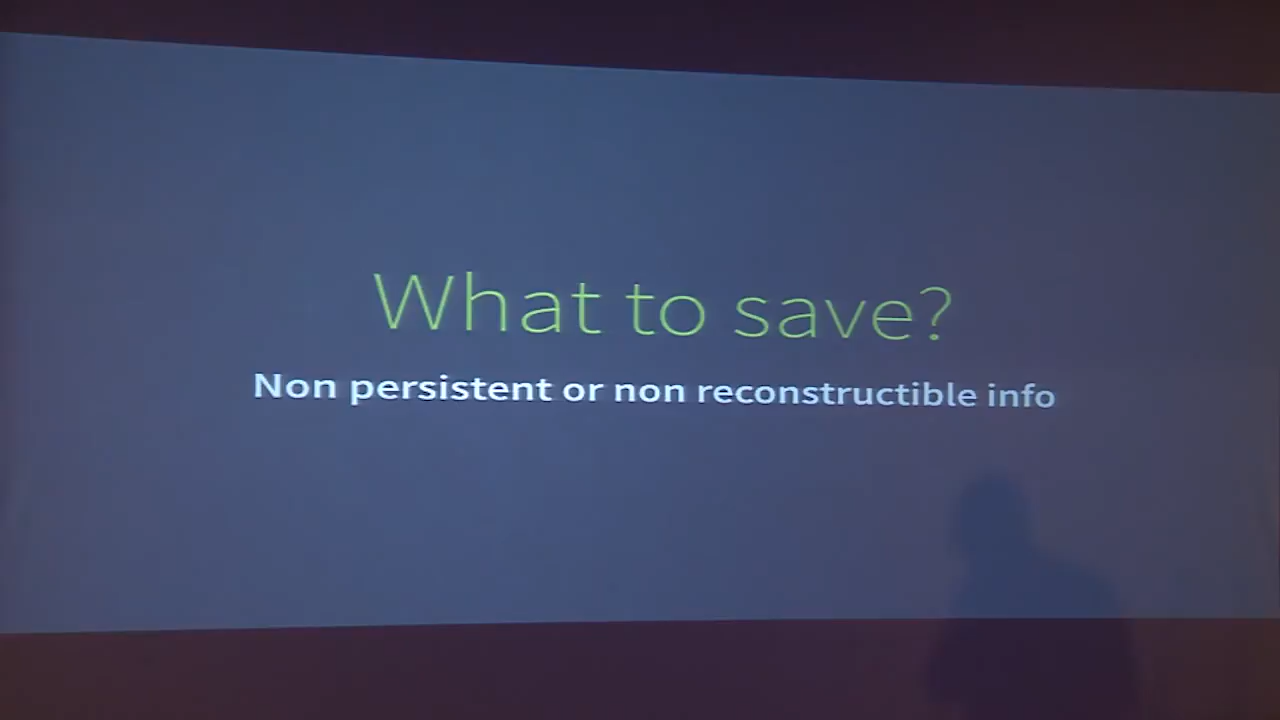 What to save?
Non persistent or non reconstructible info